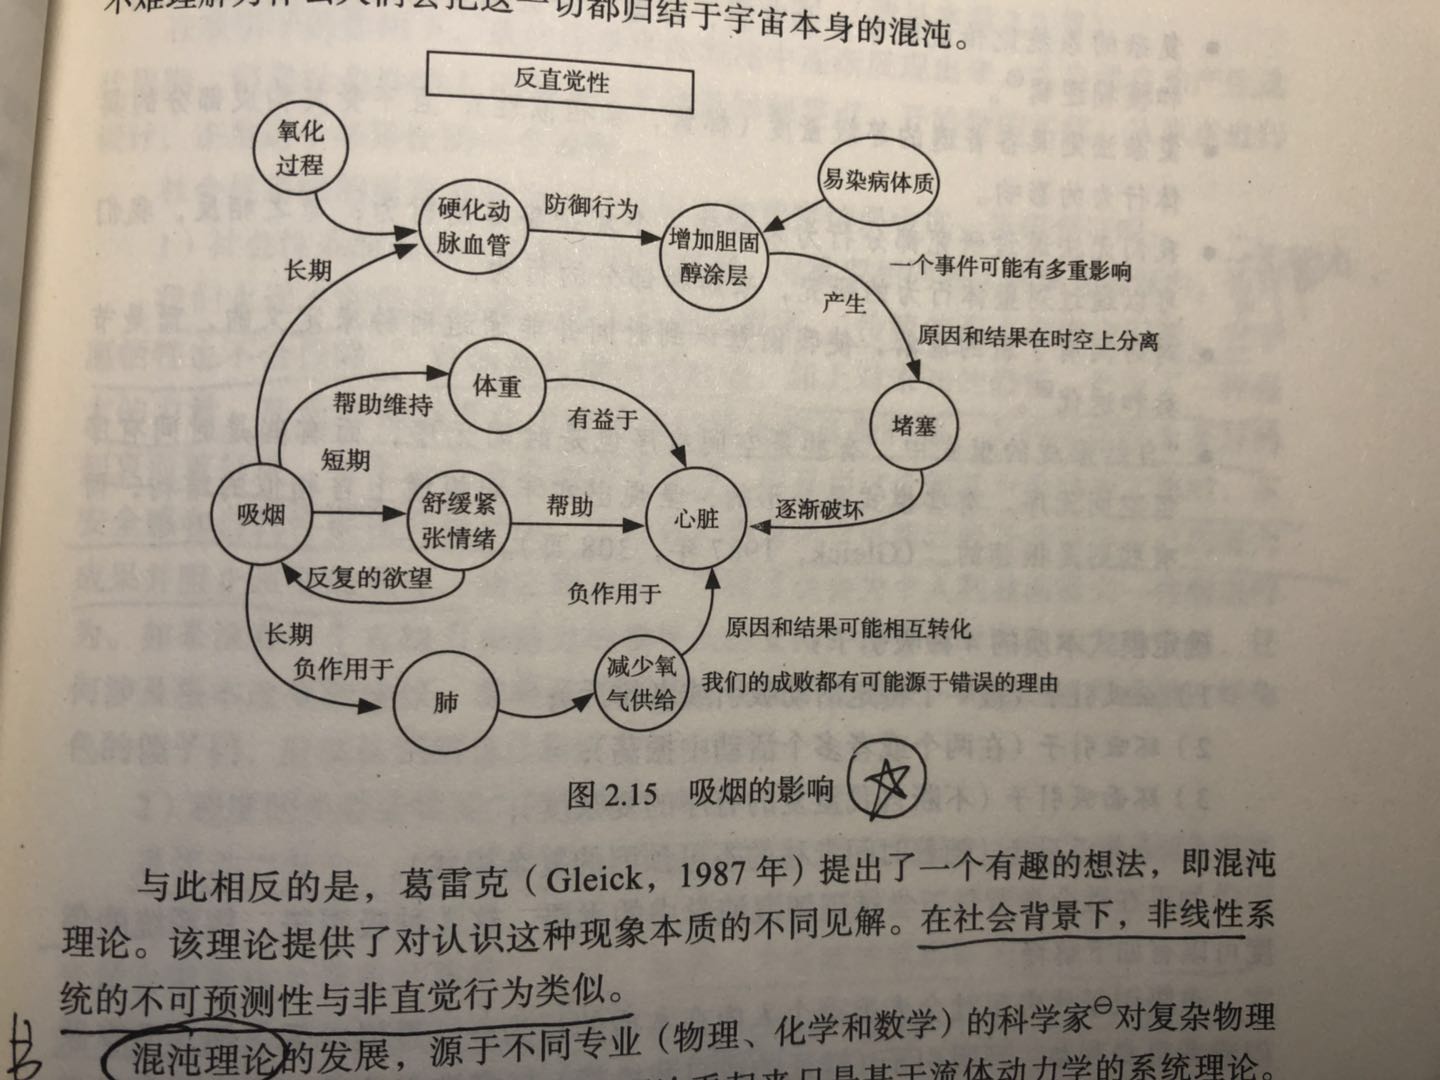 不难理解为什么人们会把这一切都归结于宇宙本身的混沌。
反直觉性
氧化
过程
硬化动
脉血管
防御行为
增加胆固
醇涂层
易染病体质
长期
一个事件可能有多重影响
产生
原因和结果在时空上分离
体重
帮助维持
有益于
堵塞
短期
吸烟
舒缓紧
张情绪
帮助
心脏
逐渐破坏
反复的欲望
负作用于
长期
负作用于
肺
减少氧
气供给
原因和结果可能相互转化
我们的成败都有可能源于错误的理由
图 2.15 吸烟的影响
与此相反的是，葛雷克（Gleick，1987 年）提出了一个有趣的想法，即混沌
理论。该理论提供了对认识这种现象本质的不同见解。在社会背景下，非线性系
统的不可预测性与非直觉行为类似。
混沌理论的发展，源于不同专业（物理、化学和数学）的科学家㊀对复杂物理
起来只是基于流体动力学的系统理论。